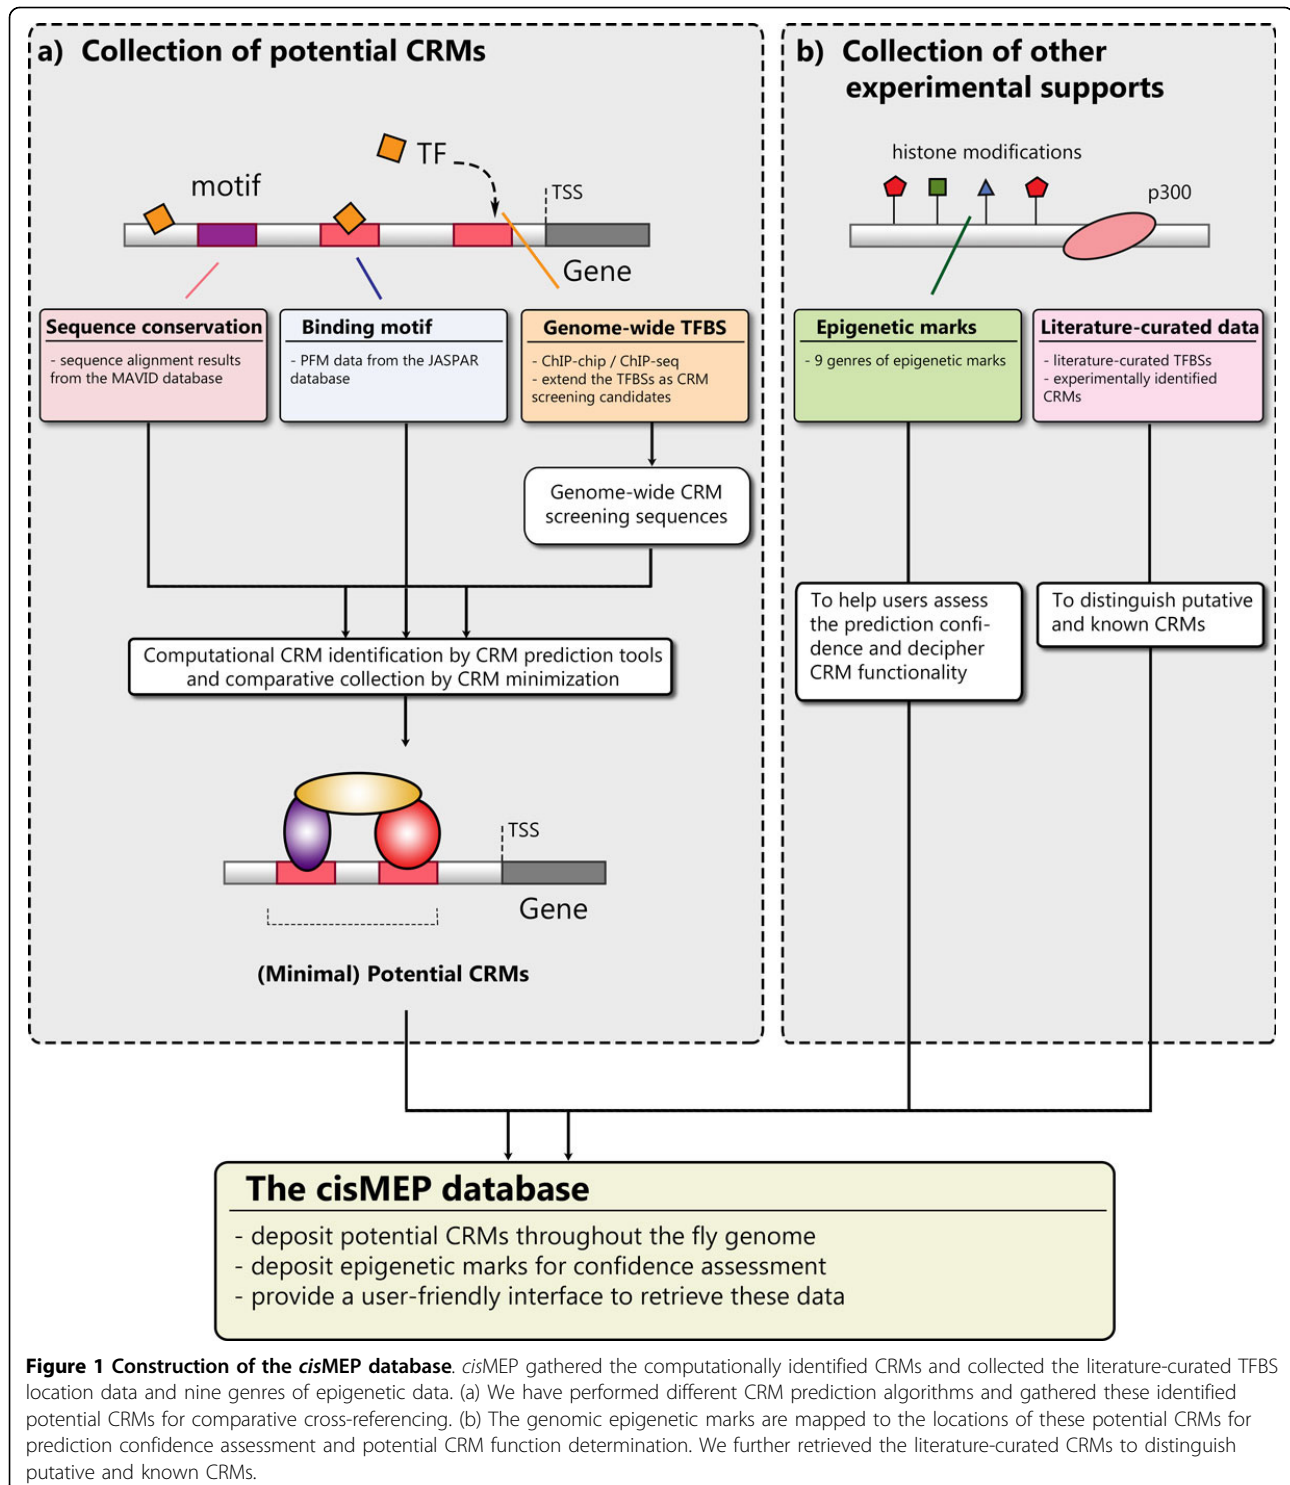 a) Collection of potential CRMs
TF
motif
TSS
Gene
Sequence conservation
- sequence alignment results
from the MAVID database
Binding motif
- PFM data from the JASPAR
database
Genome-wide TFBS
- ChIP-chip / ChIP-seq
- extend the TFBSs as CRM
screening candidates
Genome-wide CRM
screening sequences
Computational CRM identification by CRM prediction tools
and comparative collection by CRM minimization
TSS
Gene
(Minimal) Potential CRMs
b) Collection of other
experimental supports
histone modifications
p300
Epigenetic marks
- 9 genres of epigenetic marks
Literature-curated data
- literature-curated TFBSs
- experimentally identified
CRMs
To help users assess
the prediction confi-
dence and decipher
CRM functionality
To distinguish putative
and known CRMs
The cisMEP database
- deposit potential CRMs throughout the fly genome
- deposit epigenetic marks for confidence assessment
- provide a user-friendly interface to retrieve these data
Figure 1 Construction of the cisMEP database. cisMEP gathered the computationally identified CRMs and collected the literature-curated TFBS
location data and nine genres of epigenetic data. (a) We have performed different CRM prediction algorithms and gathered these identified
potential CRMs for comparative cross-referencing. (b) The genomic epigenetic marks are mapped to the locations of these potential CRMs for
prediction confidence assessment and potential CRM function determination. We further retrieved the literature-curated CRMs to distinguish
putative and known CRMs.